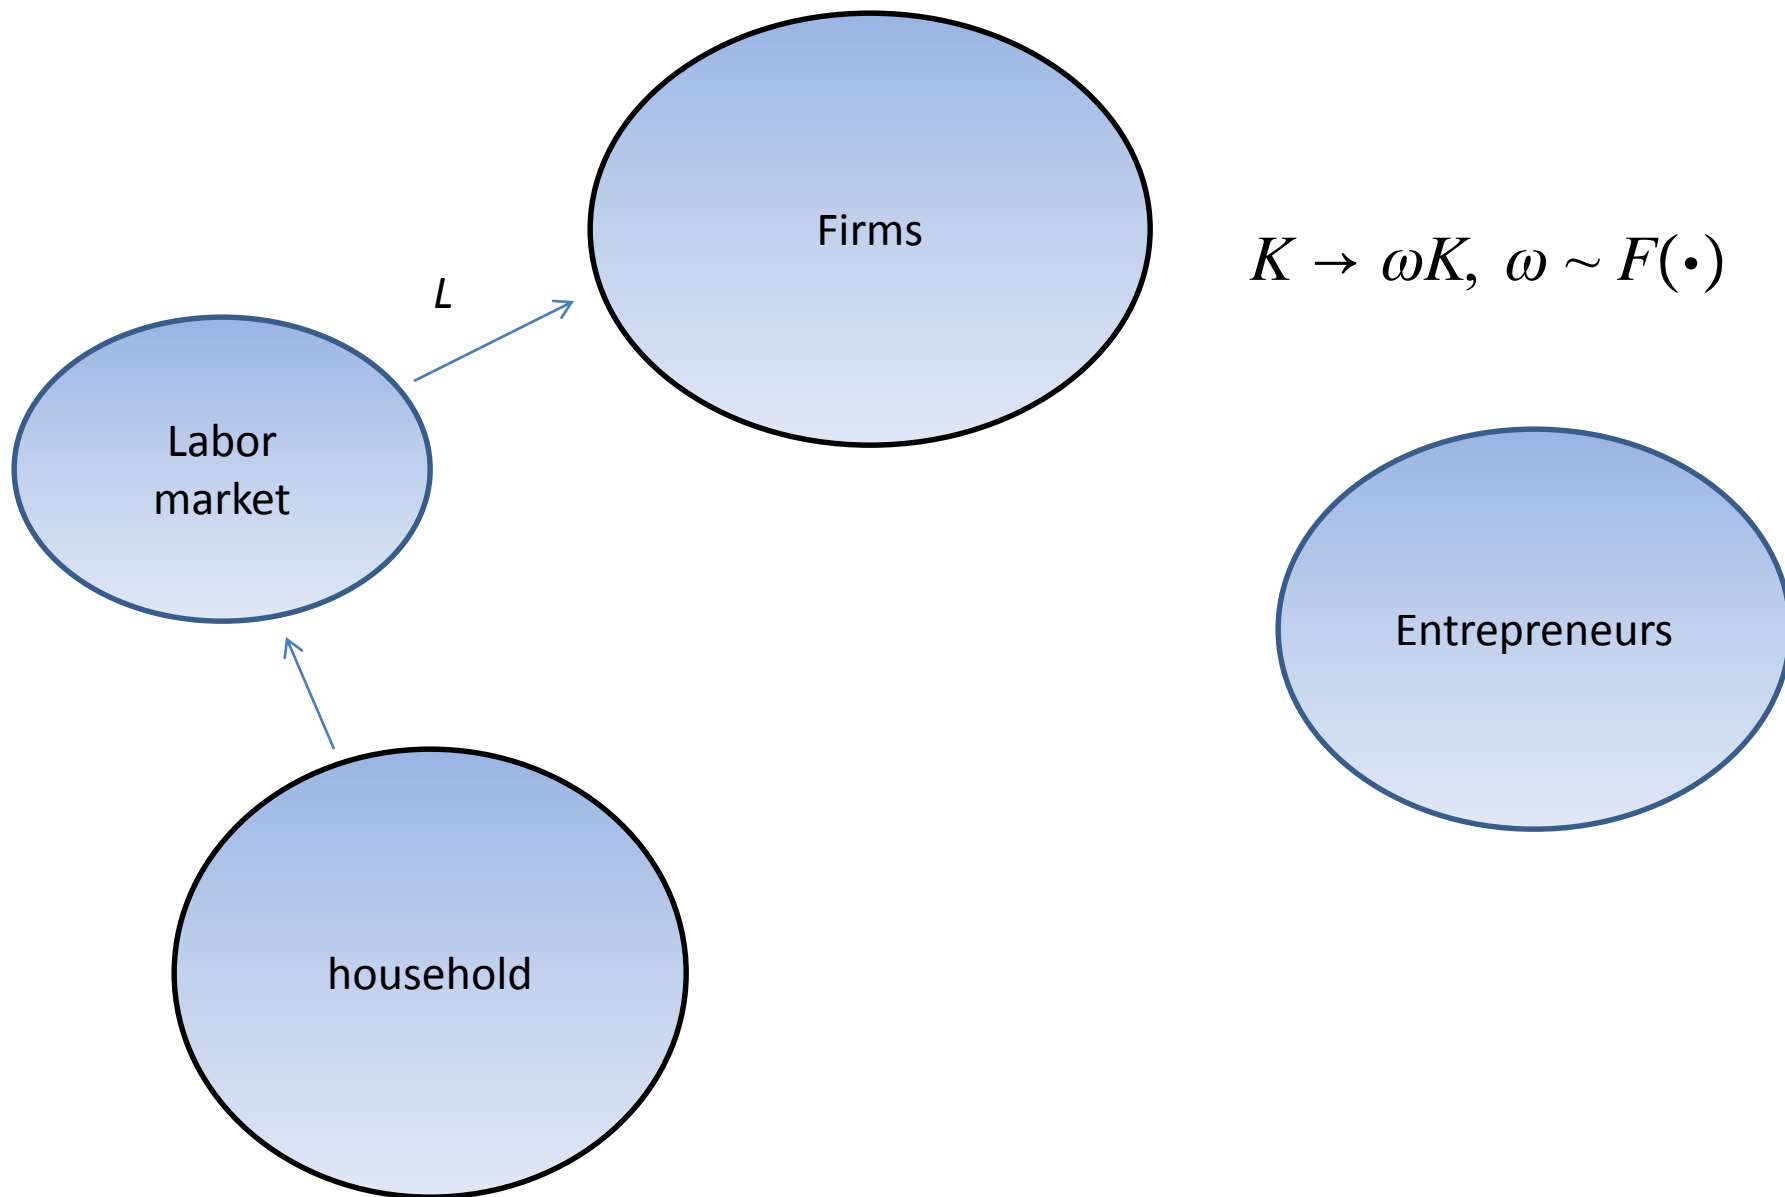 Firms
K → ωK, ω ~ F(•)
L
Labor
market
Entrepreneurs
household